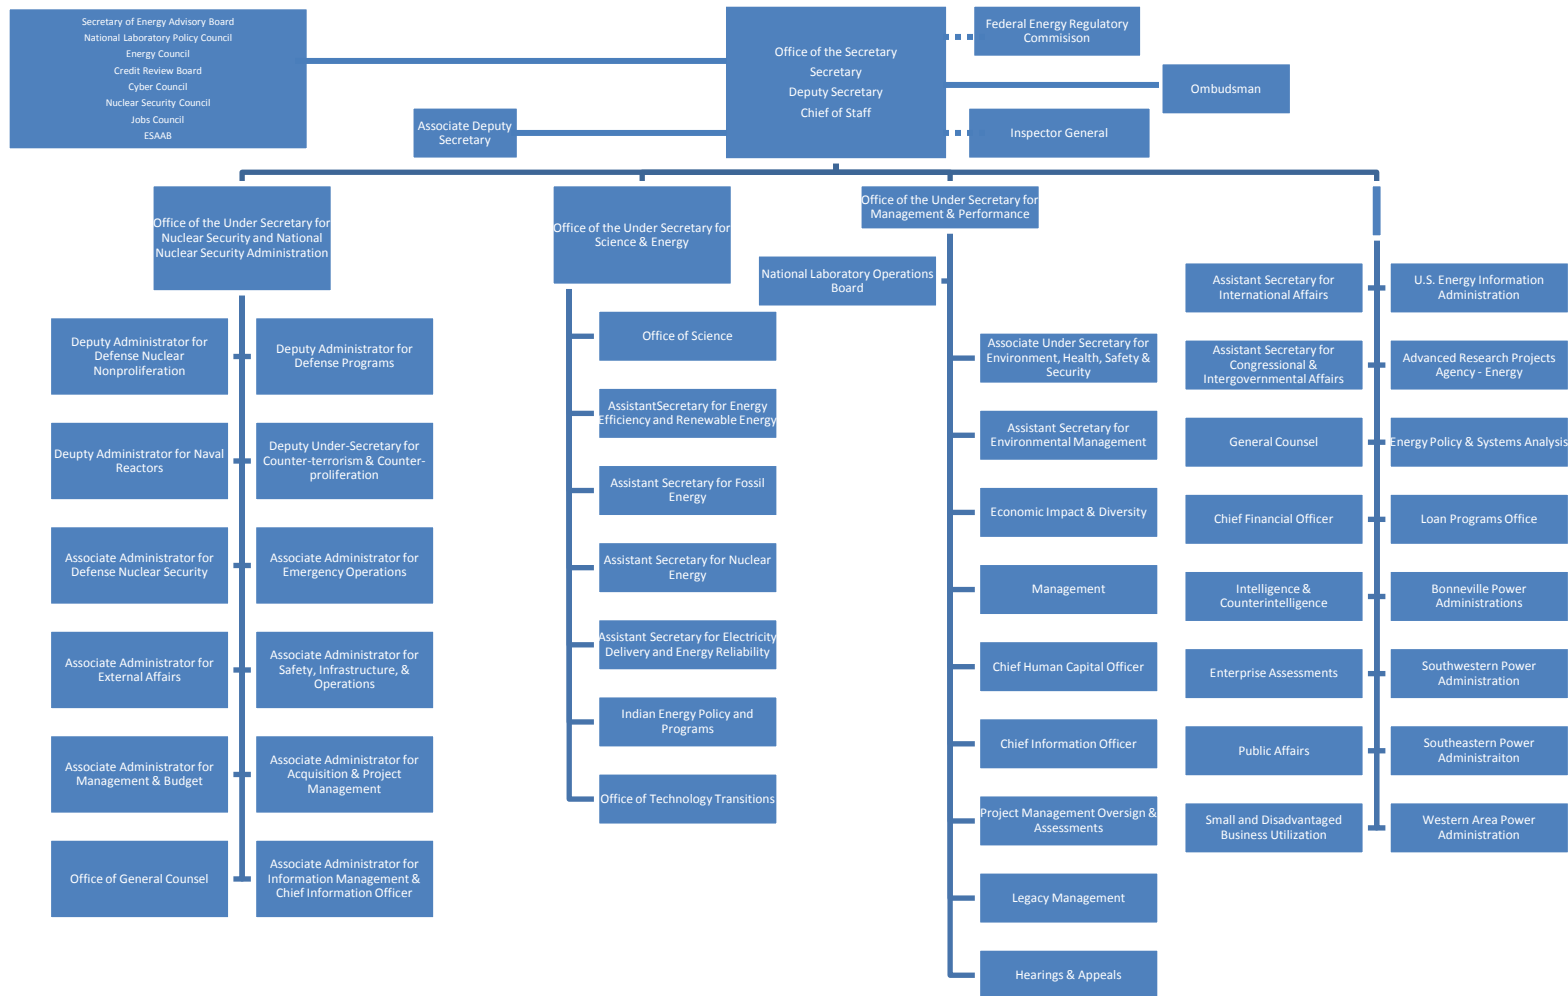 Secretary of Energy Advisory Board
National Laboratory Policy Council
Energy Council
Credit Review Board
Cyber Council
Nuclear Security Council
Jobs Council
ESAAB
Office of the Secretary
Secretary
Deputy Secretary
Chief of Staff
Federal Energy Regulatory
Commisison
Ombudsman
Associate Deputy
Secretary
Inspector General
Office of the Under Secretary for
Nuclear Security and National
Nuclear Security Administration
Deputy Administrator for
Defense Nuclear
Nonproliferation
Deputy Administrator for
Defense Programs
Deupty Administrator for Naval
Reactors
Deputy Under-Secretary for
Counter-terrorism & Counter-
proliferation
Associate Administrator for
Defense Nuclear Security
Associate Administrator for
Emergency Operations
Associate Administrator for
External Affairs
Associate Administrator for
Safety, Infrastructure, &
Operations
Associate Administrator for
Management & Budget
Associate Administrator for
Acquisition & Project
Management
Office of General Counsel
Associate Administrator for
Information Management &
Chief Information Officer
Office of the Under Secretary for
Science & Energy
Office of Science
AssistantSecretary for Energy
Efficiency and Renewable Energy
Assistant Secretary for Fossil
Energy
Assistant Secretary for Nuclear
Energy
Assistant Secretary for Electricity
Delivery and Energy Reliability
Indian Energy Policy and
Programs
Office of Technology Transitions
Office of the Under Secretary for
Management & Performance
National Laboratory Operations
Board
Associate Under Secretary for
Environment, Health, Safety &
Security
Assistant Secretary for
Environmental Management
Economic Impact & Diversity
Management
Chief Human Capital Officer
Chief Information Officer
Project Management Oversign &
Assessments
Legacy Management
Hearings & Appeals
Assistant Secretary for
International Affairs
U.S. Energy Information
Administration
Assistant Secretary for
Congressional &
Intergovernmental Affairs
Advanced Research Projects
Agency - Energy
General Counsel
Energy Policy & Systems Analysis
Chief Financial Officer
Loan Programs Office
Intelligence &
Counterintelligence
Bonneville Power
Administrations
Enterprise Assessments
Southwestern Power
Administration
Public Affairs
Southeastern Power
Administraiton
Small and Disadvantaged
Business Utilization
Western Area Power
Administration